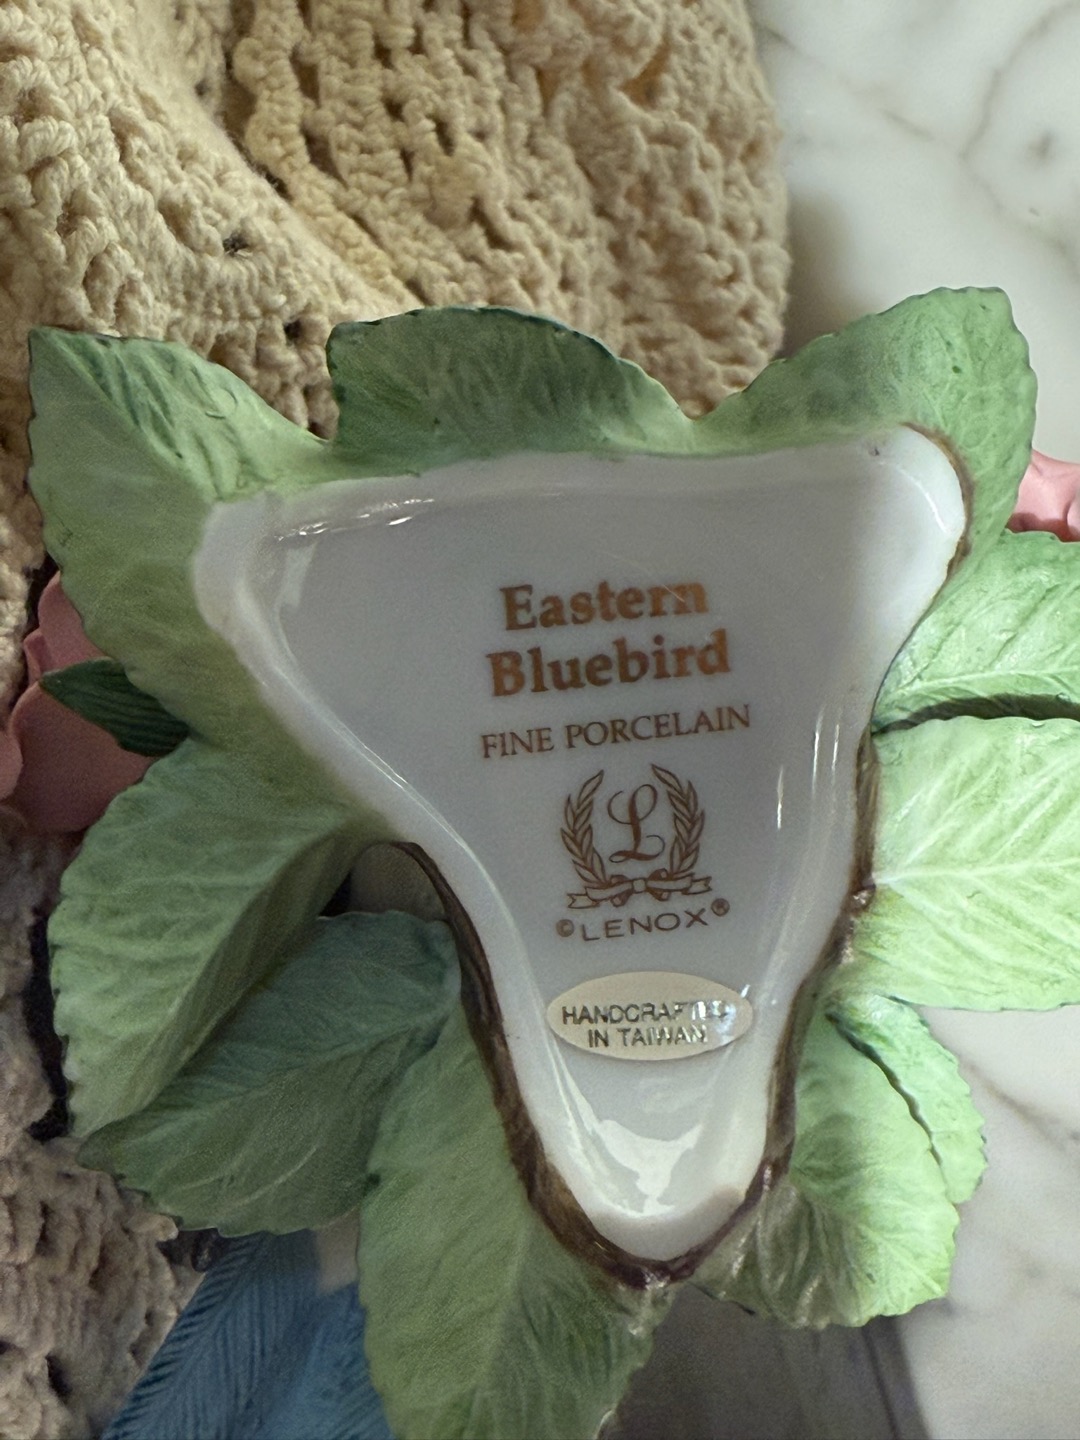 Eastern
Bluebird
FINE PORCELAIN
L
©LENOX®
HANDCRAFTED
IN TAIWAN